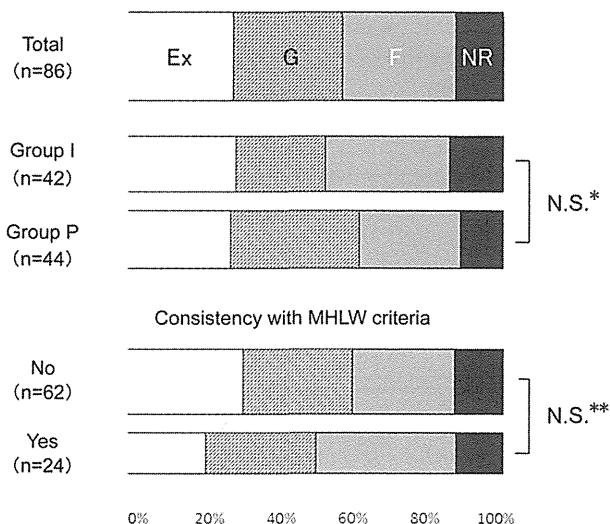 Total
(n=86)
Ex G F NR
Group I
(n=42)
N.S.*
Group P
(n=44)
Consistency with MHLW criteria
No
(n=62)
N.S.**
Yes
(n=24)
0% 20% 40% 60% 80% 100%